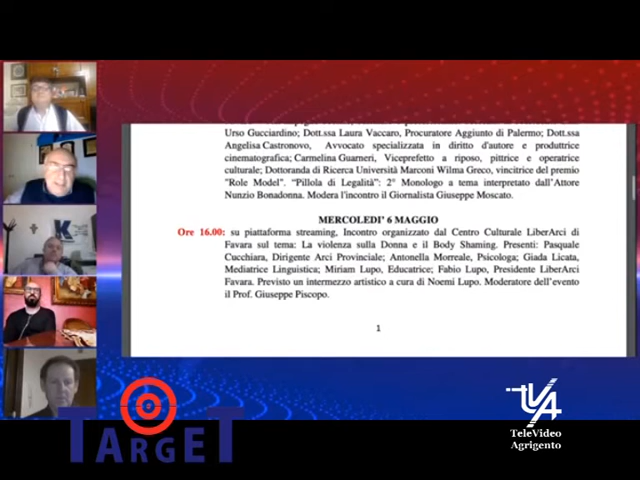 Urso Gucciardino; Dott.ssa Laura Vaccaro, Procuratore Aggiunto di Palermo; Dott.ssa
Angelisa Castronovo, Avvocato specializzata in diritto d'autore e produttrice
cinematografica; Carmelina Guarneri, Viceprefetto a riposo, pittrice e operatrice
culturale; Dottoranda di Ricerca Università Marconi Wilma Greco, vincitrice del premio
"Role Model". "Pillola di Legalità": 2° Monologo a tema interpretato dall'Attore
Nunzio Bonadonna. Modera l'incontro il Giornalista Giuseppe Moscato.
MERCOLEDI' 6 MAGGIO
Ore 16.00: su piattaforma streaming, Incontro organizzato dal Centro Culturale LiberArci di
Favara sul tema: La violenza sulla Donna e il Body Shaming. Presenti: Pasquale
Cucchiara, Dirigente Arci Provinciale; Antonella Morreale, Psicologa; Giada Licata,
Mediatrice Linguistica; Miriam Lupo, Educatrice; Fabio Lupo, Presidente LiberArci
Favara. Previsto un intermezzo artistico a cura di Noemi Lupo. Moderatore dell'evento
il Prof. Giuseppe Piscopo.
1
K
TARGET
TVA
TeleVideo
Agrigento